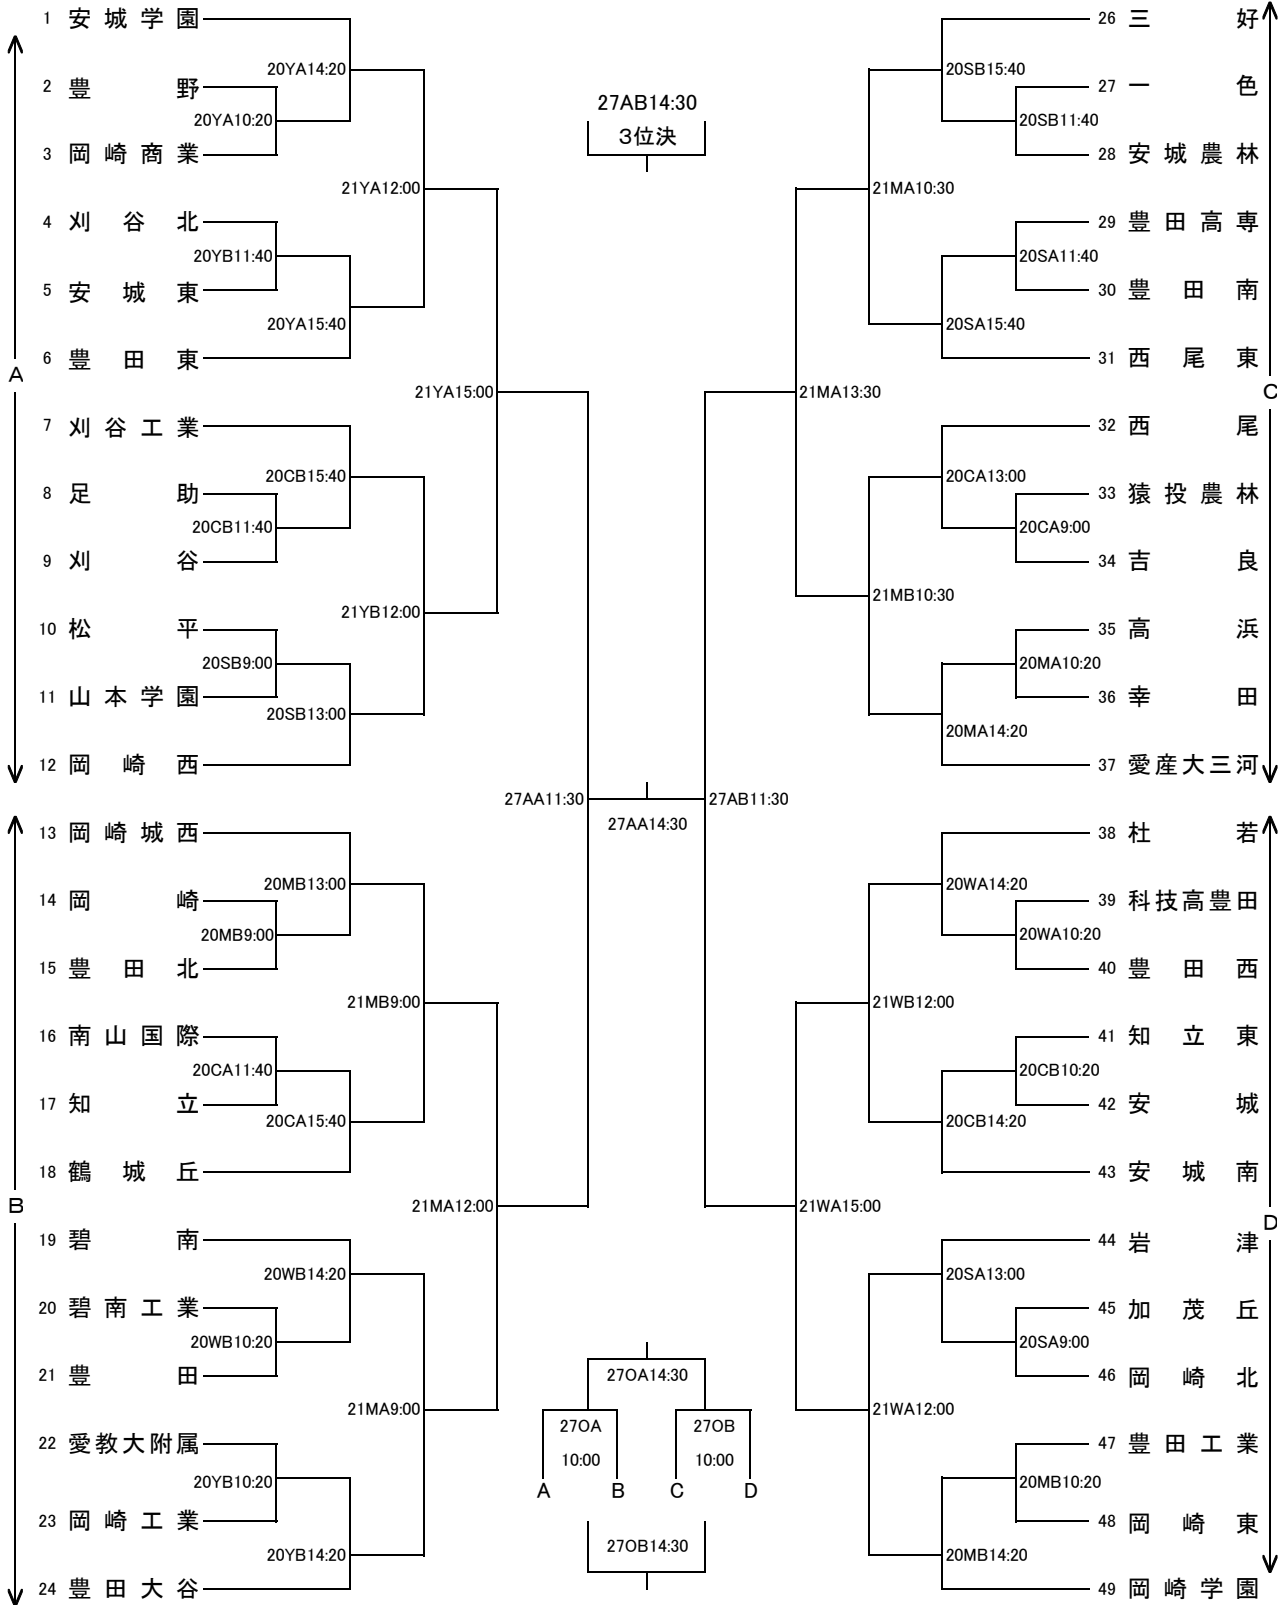 1 安城学園
20YA14:20
2 豊野
20YA10:20
3 岡崎商業
21YA12:00
4 刈谷北
20YB11:40
5 安城東
20YA15:40
6 豊田東
A
21YA15:00
7 刈谷工業
20CB15:40
8 足助
20CB11:40
9 刈谷
21YB12:00
10 松平
20SB9:00
11 山本学園
20SB13:00
12 岡崎西
27AA11:30
13 岡崎城西
20MB13:00
14 岡崎
20MB9:00
15 豊田北
21MB9:00
16 南山国際
20CA11:40
17 知立
20CA15:40
18 鶴城丘
B
21MA12:00
19 碧南
20WB14:20
20 碧南工業
20WB10:20
21 豊田
21MA9:00
22 愛教大附属
20YB10:20
23 岡崎工業
20YB14:20
24 豊田大谷
27AB14:30
3位決
27AA14:30
27OA14:30
27OA 10:00
27OB 10:00
A B C D
27OB14:30
26 三好
20SB15:40
27 一色
20SB11:40
28 安城農林
21MA10:30
29 豊田高専
20SA11:40
30 豊田南
20SA15:40
31 西尾東
C
21MA13:30
32 西尾
20CA13:00
33 猿投農林
20CA9:00
34 吉良
21MB10:30
35 高浜
20MA10:20
36 幸田
20MA14:20
37 愛産大三河
27AB11:30
38 杜若
20WA14:20
39 科技高豊田
20WA10:20
40 豊田西
21WB12:00
41 知立東
20CB10:20
42 安城
20CB14:20
43 安城南
D
21WA15:00
44 岩津
20SA13:00
45 加茂丘
20SA9:00
46 岡崎北
21WA12:00
47 豊田工業
20MB10:20
48 岡崎東
20MB14:20
49 岡崎学園